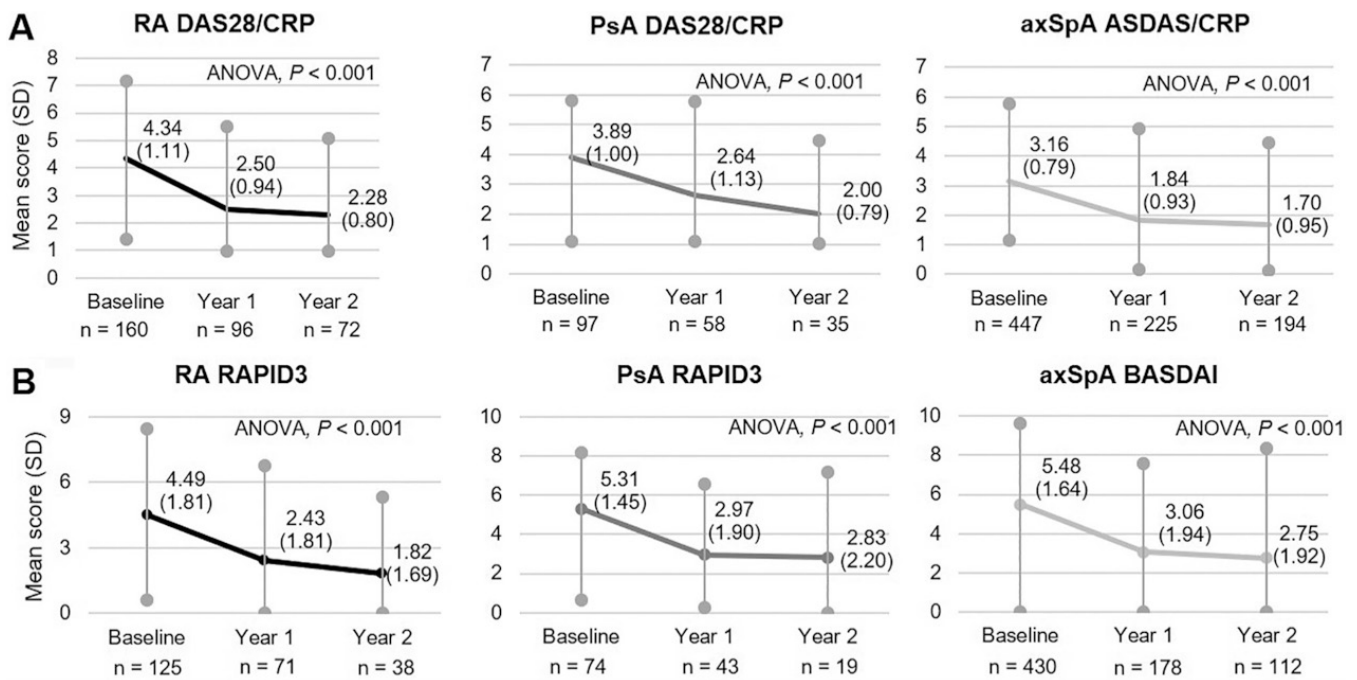 A
RA DAS28/CRP
Mean score (SD)
8
7
6
5
4
3
2
1
0
ANOVA, P < 0.001
4.34
(1.11)
2.50
(0.94)
2.28
(0.80)
Baseline Year 1 Year 2
n = 160 n = 96 n = 72
PsA DAS28/CRP
7
6
5
4
3
2
1
0
ANOVA, P < 0.001
3.89
(1.00)
2.64
(1.13)
2.00
(0.79)
Baseline Year 1 Year 2
n = 97 n = 58 n = 35
axSpA ASDAS/CRP
7
6
5
4
3
2
1
0
ANOVA, P < 0.001
3.16
(0.79)
1.84
(0.93)
1.70
(0.95)
Baseline Year 1 Year 2
n = 447 n = 225 n = 194
B
RA RAPID3
Mean score (SD)
9
6
3
0
ANOVA, P < 0.001
4.49
(1.81)
2.43
(1.81)
1.82
(1.69)
Baseline Year 1 Year 2
n = 125 n = 71 n = 38
PsA RAPID3
10
8
6
4
2
0
ANOVA, P < 0.001
5.31
(1.45)
2.97
(1.90)
2.83
(2.20)
Baseline Year 1 Year 2
n = 74 n = 43 n = 19
axSpA BASDAI
10
8
6
4
2
0
ANOVA, P < 0.001
5.48
(1.64)
3.06
(1.94)
2.75
(1.92)
Baseline Year 1 Year 2
n = 430 n = 178 n = 112